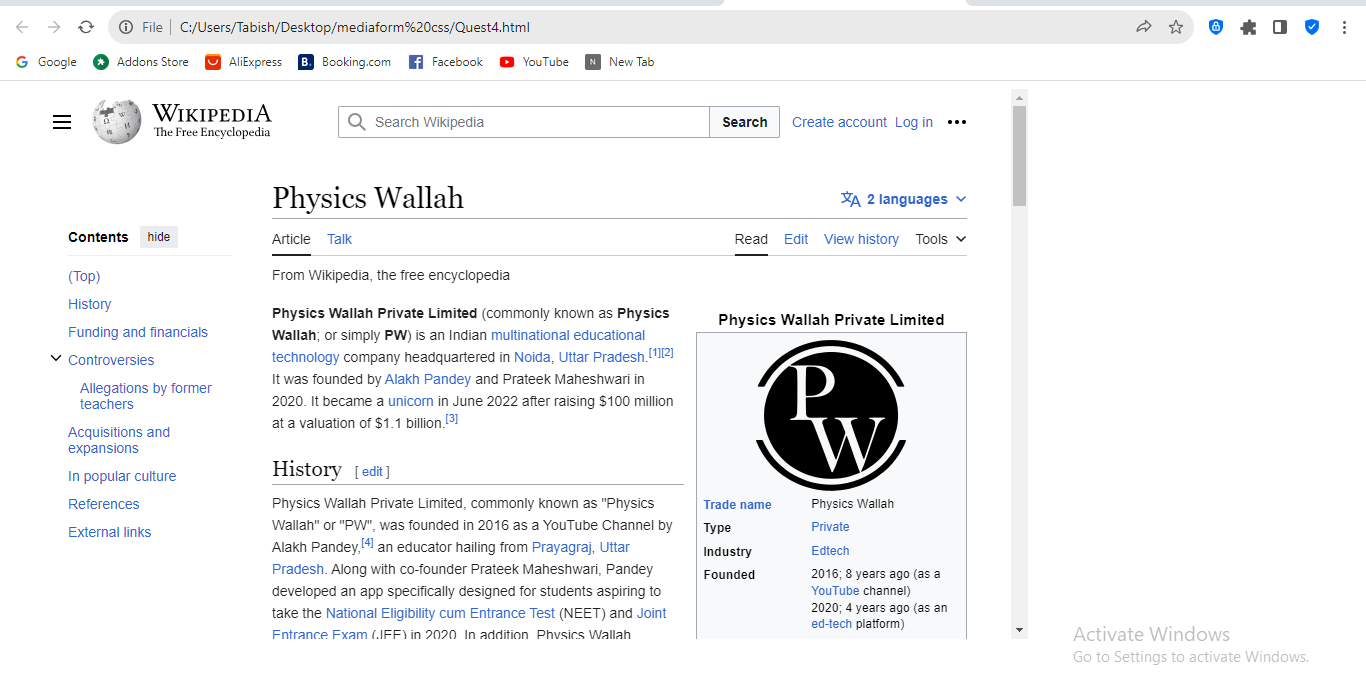 File C:/Users/Tabish/Desktop/mediaform%20css/Quest4.html
Google Addons Store AliExpress B. Booking.com Facebook YouTube N New Tab
WIKIPEDIA
The Free Encyclopedia
Search Wikipedia Search Create account Log in
Physics Wallah
2 languages
Contents hide
(Top)
History
Funding and financials
Controversies
Allegations by former
teachers
Acquisitions and
expansions
In popular culture
References
External links
Article Talk Read Edit View history Tools
From Wikipedia, the free encyclopedia
Physics Wallah Private Limited (commonly known as Physics
Wallah; or simply PW) is an Indian multinational educational
technology company headquartered in Noida, Uttar Pradesh.[1][2]
It was founded by Alakh Pandey and Prateek Maheshwari in
2020. It became a unicorn in June 2022 after raising $100 million
at a valuation of $1.1 billion.[3]
History [ edit ]
Physics Wallah Private Limited, commonly known as "Physics
Wallah" or "PW", was founded in 2016 as a YouTube Channel by
Alakh Pandey,[4] an educator hailing from Prayagraj, Uttar
Pradesh. Along with co-founder Prateek Maheshwari, Pandey
developed an app specifically designed for students aspiring to
take the National Eligibility cum Entrance Test (NEET) and Joint
Entrance Exam (JEE) in 2020. In addition, Physics Wallah
Physics Wallah Private Limited
P
W
Trade name Physics Wallah
Type Private
Industry Edtech
Founded 2016; 8 years ago (as a
YouTube channel)
2020; 4 years ago (as an
ed-tech platform)
Activate Windows
Go to Settings to activate Windows.